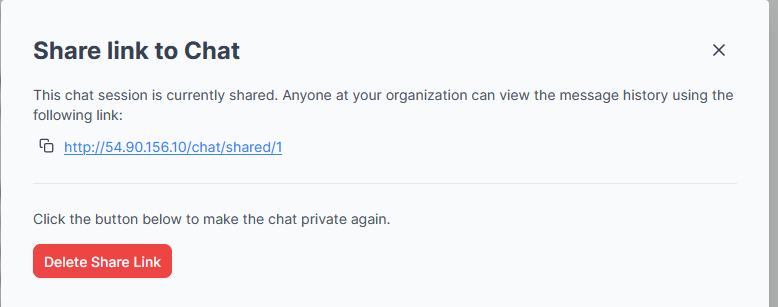 Share link to Chat
This chat session is currently shared. Anyone at your organization can view the message history using the
following link:
http://54.90.156.10/chat/shared/1
Click the button below to make the chat private again.
Delete Share Link